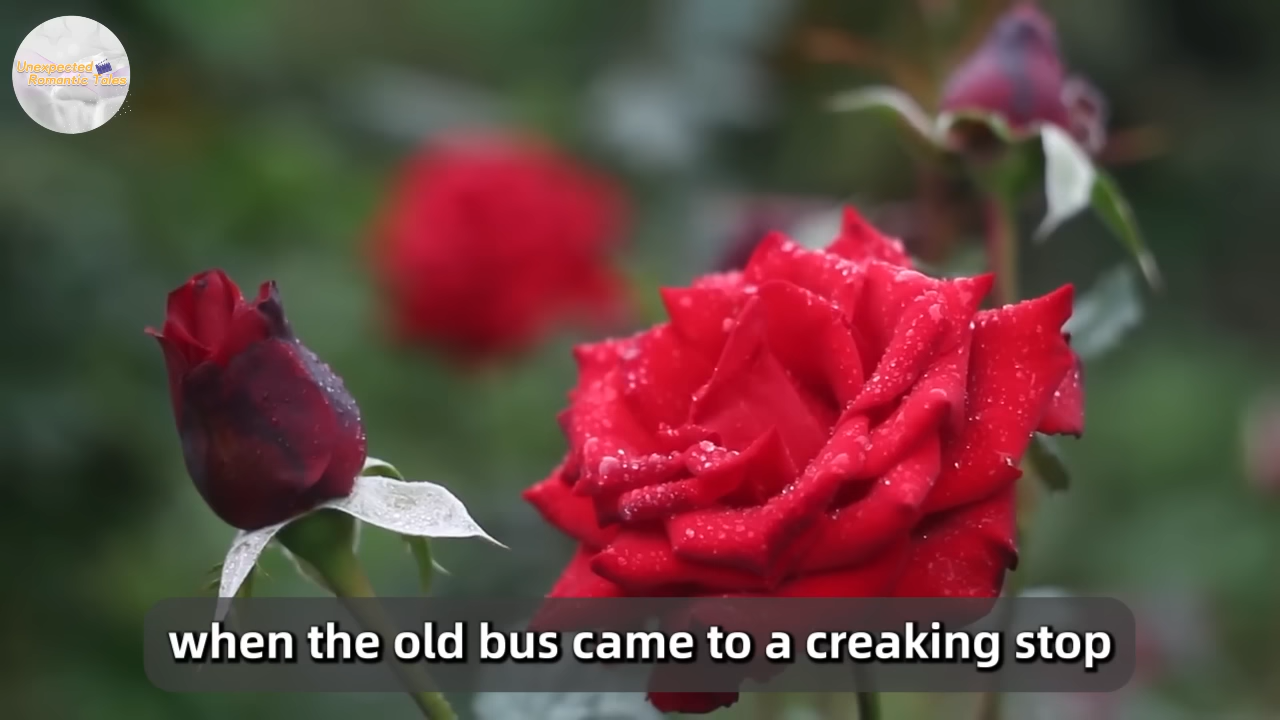 Unexpected
Romantic Tales
when the old bus came to a creaking stop